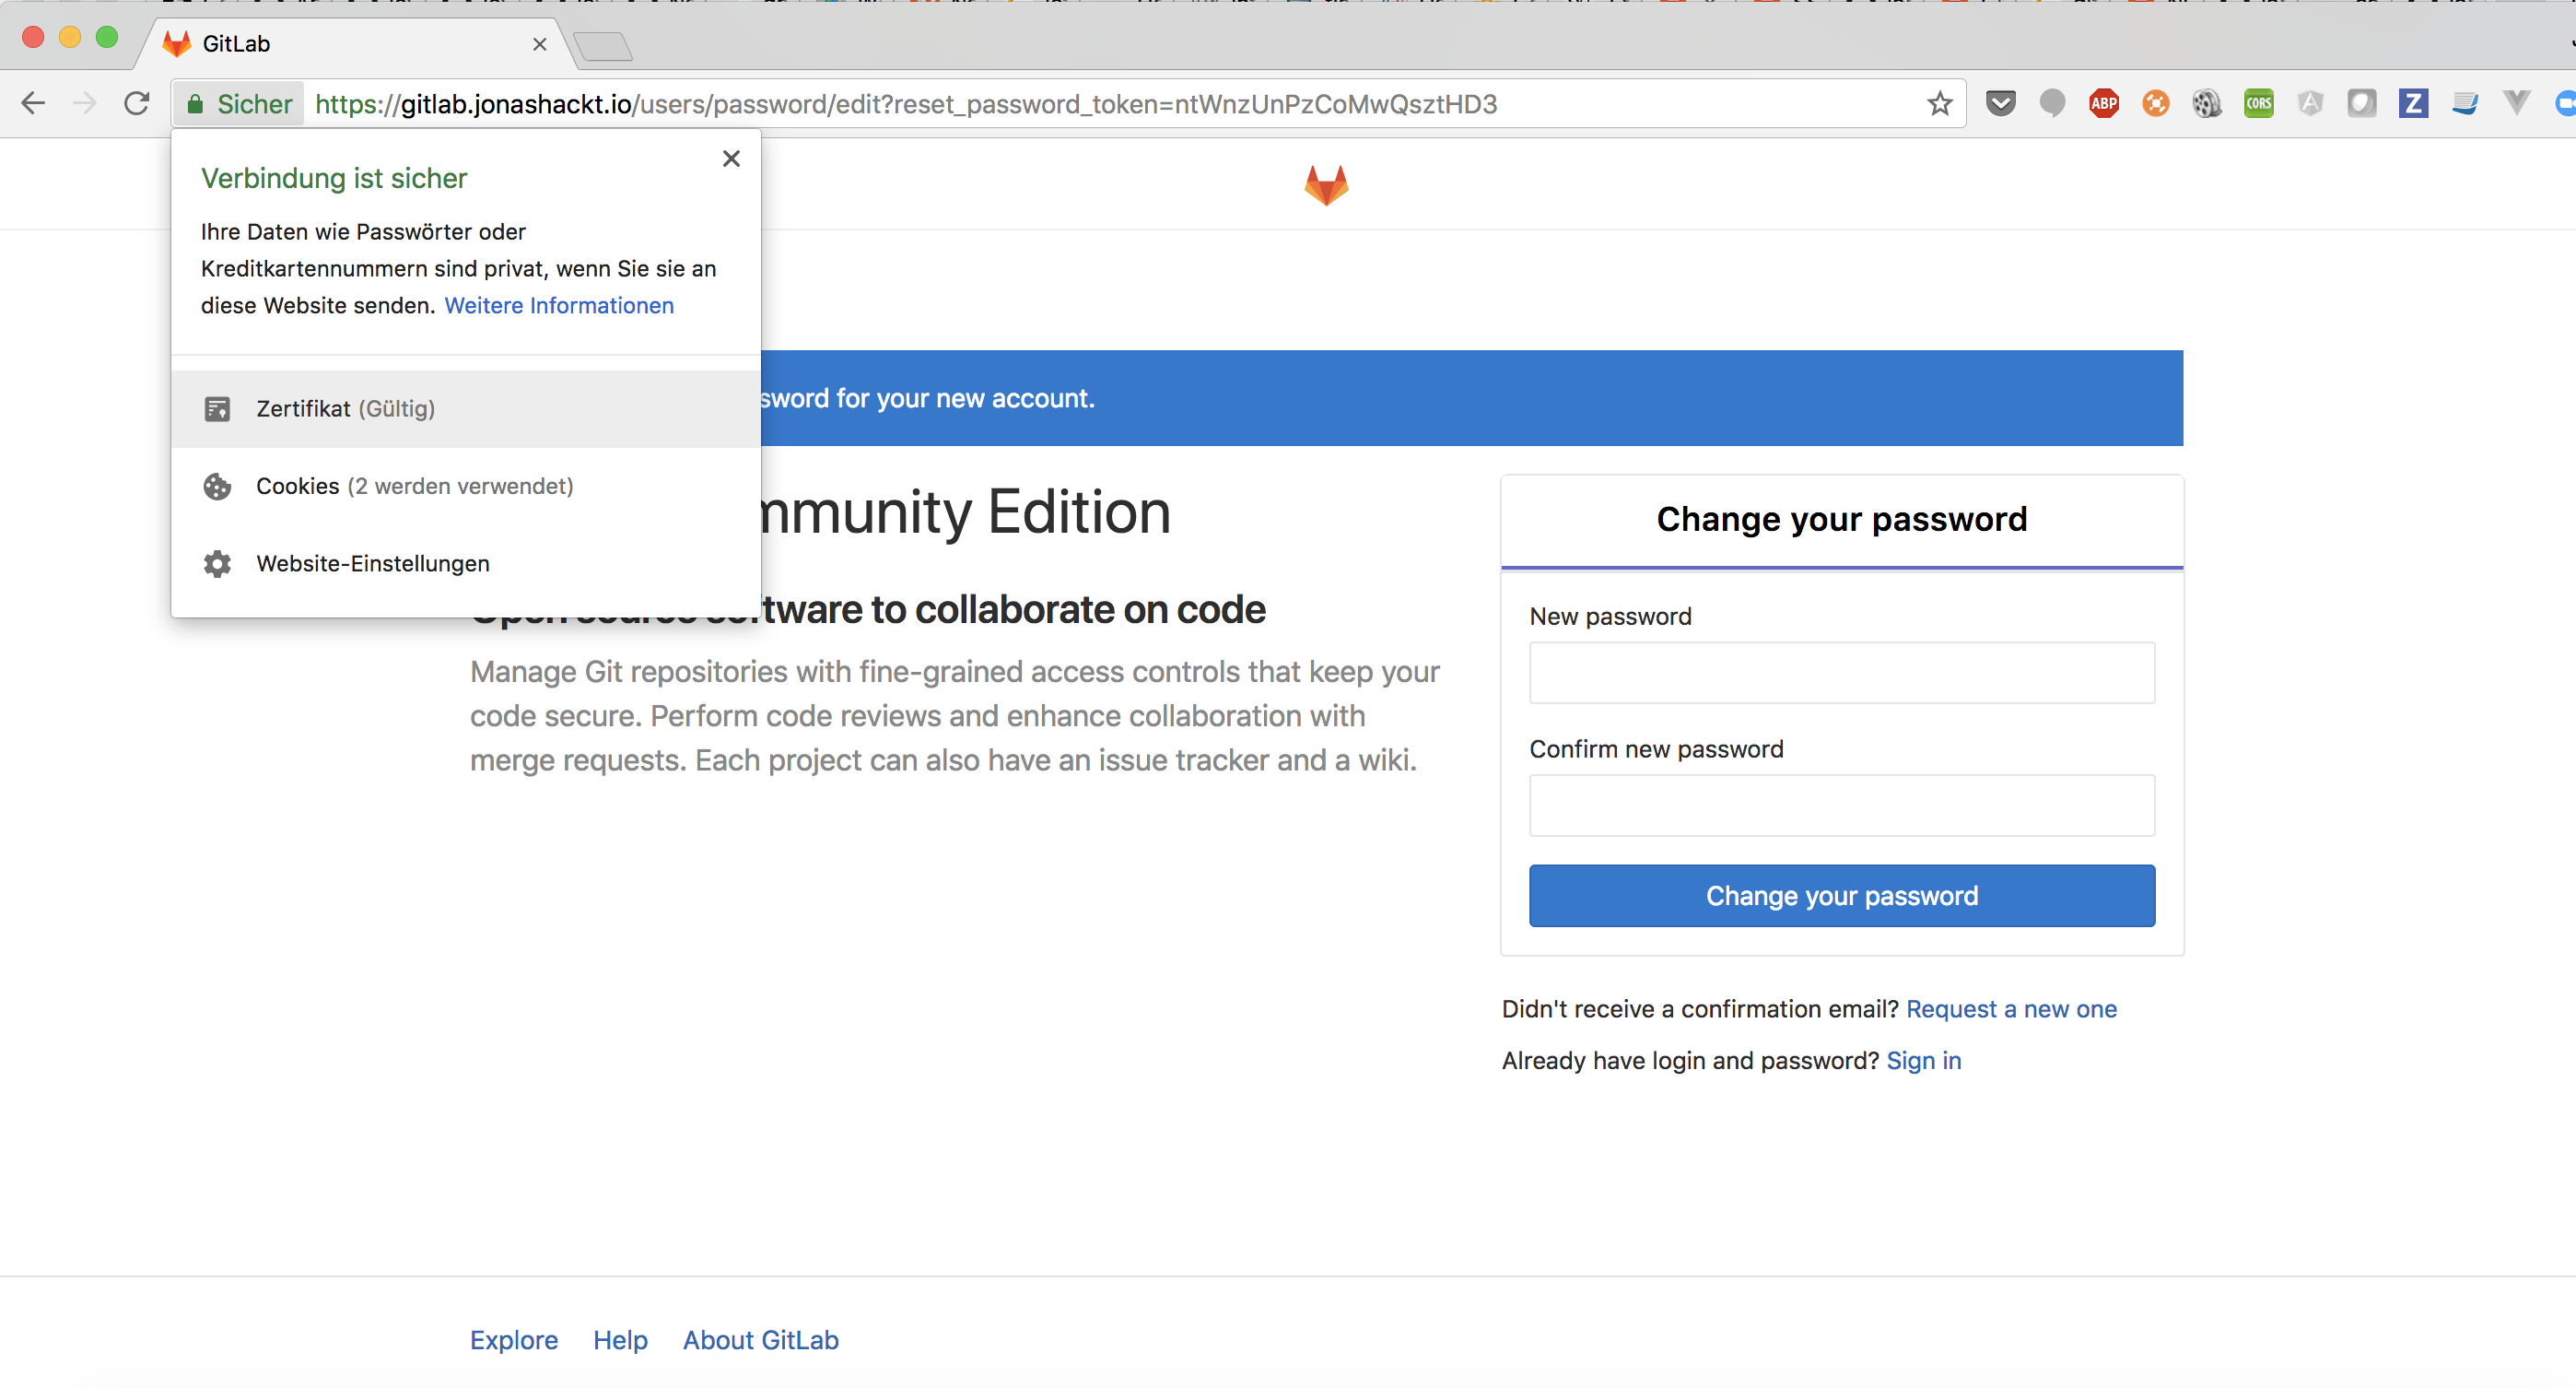 GitLab
Sicher https://gitlab.jonashackt.io/users/password/edit?reset_password_token=ntWnzUnPzCoMwQsztHD3
ABP
CORS
Z
Verbindung ist sicher
Ihre Daten wie Passwörter oder
Kreditkartennummern sind privat, wenn Sie sie an
diese Website senden. Weitere Informationen
Zertifikat (Gültig)
Cookies (2 werden verwendet)
Website-Einstellungen
sword for your new account.
mmunity Edition
Open source software to collaborate on code
Manage Git repositories with fine-grained access controls that keep your
code secure. Perform code reviews and enhance collaboration with
merge requests. Each project can also have an issue tracker and a wiki.
Change your password
New password
Confirm new password
Change your password
Didn't receive a confirmation email? Request a new one
Already have login and password? Sign in
Explore Help About GitLab